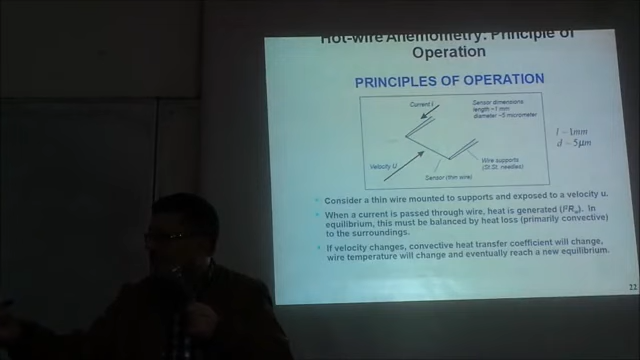 Hot-wire Anemometry: Principle of
Operation
PRINCIPLES OF OPERATION
Current I
Sensor dimensions
length ~1 mm
diameter ~5 micrometer
l ~1mm
d ~5μm
Velocity U
Wire supports
(St.St. needles)
Sensor (thin wire)
• Consider a thin wire mounted to supports and exposed to a velocity u.
• When a current is passed through wire, heat is generated (I²Rw). In
equilibrium, this must be balanced by heat loss (primarily convective)
to the surroundings.
• If velocity changes, convective heat transfer coefficient will change,
wire temperature will change and eventually reach a new equilibrium.